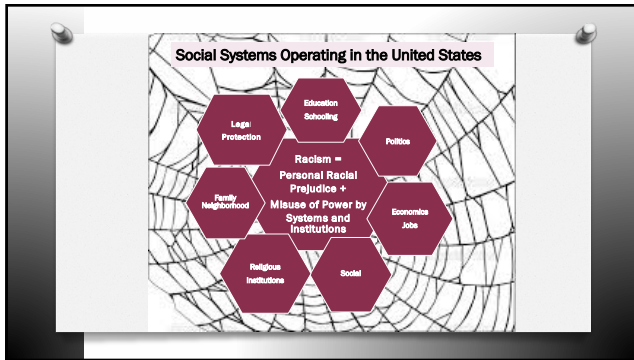 Social Systems Operating in the United States
Education
Schooling
Legal
Protection
Politics
Racism =
Personal Racial
Prejudice +
Misuse of Power by
Systems and
Institutions
Family
Neighborhood
Economics
Jobs
Religious
Institutions
Social